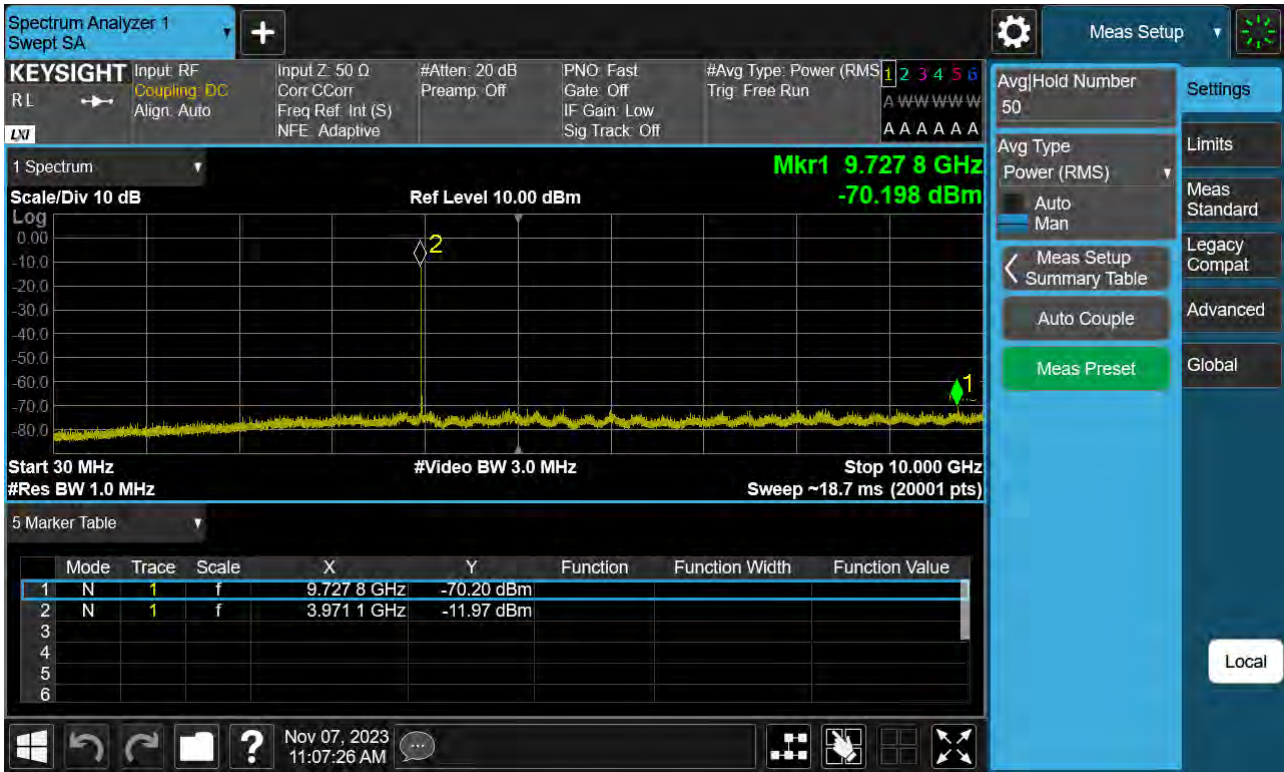 Spectrum Analyzer 1
Swept SA
+
Meas Setup
KEYSIGHT
RL
LXI
Input: RF
Coupling: DC
Align: Auto
Input Z: 50 Ω
Corr CCorr
Freq Ref: Int (S)
NFE: Adaptive
#Atten: 20 dB
Preamp: Off
PNO: Fast
Gate: Off
IF Gain: Low
Sig Track: Off
#Avg Type: Power (RMS
Trig: Free Run
1 2 3 4 5 6
A W W W W W
A A A A A A
1 Spectrum
Mkr1 9.727 8 GHz
Scale/Div 10 dB
Ref Level 10.00 dBm
-70.198 dBm
Log
0.00
-10.0
-20.0
-30.0
-40.0
-50.0
-60.0
-70.0
-80.0
2
1
Start 30 MHz
#Video BW 3.0 MHz
Stop 10.000 GHz
#Res BW 1.0 MHz
Sweep ~18.7 ms (20001 pts)
5 Marker Table
Mode Trace Scale X Y Function Function Width Function Value
1 N 1 f 9.727 8 GHz -70.20 dBm
2 N 1 f 3.971 1 GHz -11.97 dBm
3
4
5
6
Avg|Hold Number
50
Avg Type
Power (RMS)
Auto
Man
Meas Setup
Summary Table
Auto Couple
Meas Preset
Settings
Limits
Meas
Standard
Legacy
Compat
Advanced
Global
Local
?
Nov 07, 2023
11:07:26 AM